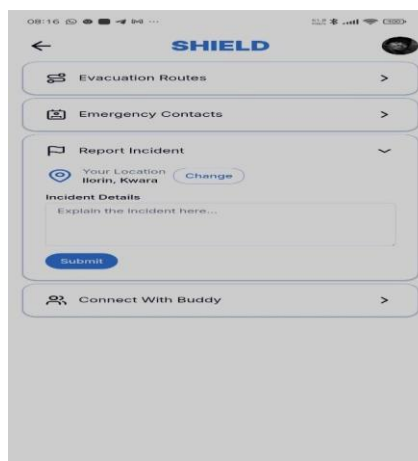 08:16
SHIELD
Evacuation Routes
Emergency Contacts
Report Incident
Your Location
Ilorin, Kwara
Change
Incident Details
Explain the incident here...
Submit
Connect With Buddy